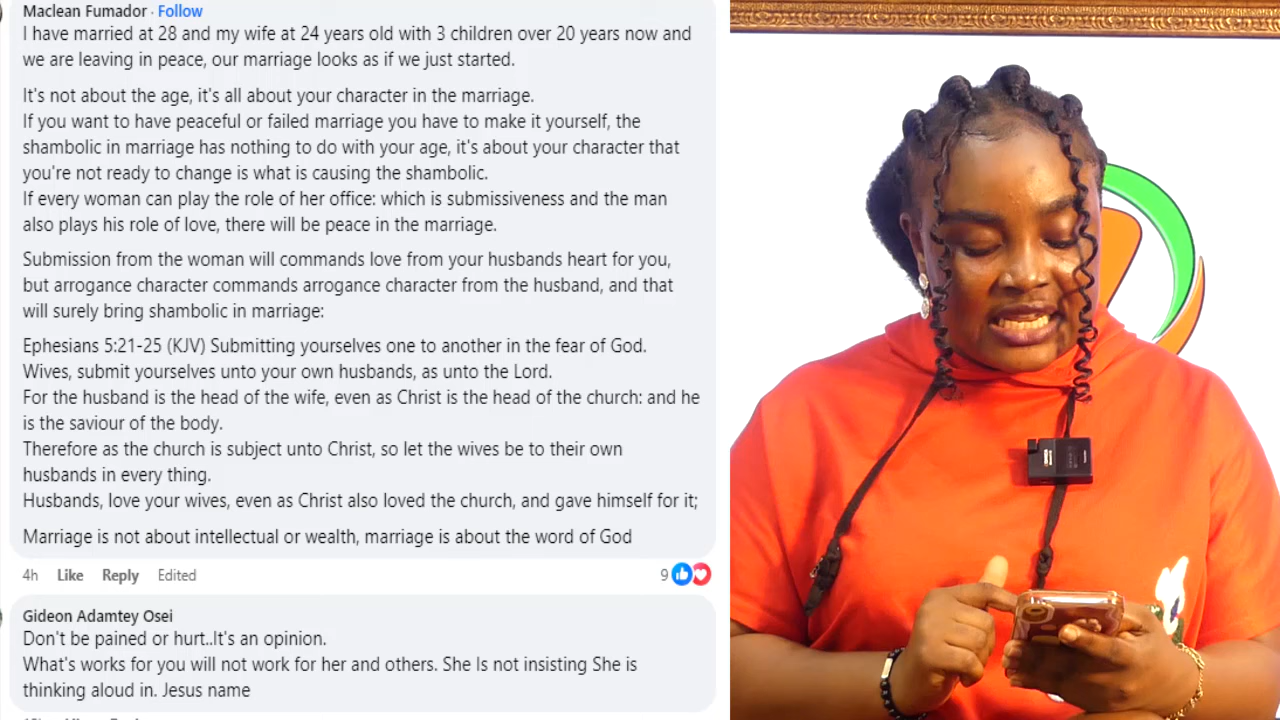 Maclean Fumador · Follow
I have married at 28 and my wife at 24 years old with 3 children over 20 years now and
we are leaving in peace, our marriage looks as if we just started.
It's not about the age, it's all about your character in the marriage.
If you want to have peaceful or failed marriage you have to make it yourself, the
shambolic in marriage has nothing to do with your age, it's about your character that
you're not ready to change is what is causing the shambolic.
If every woman can play the role of her office: which is submissiveness and the man
also plays his role of love, there will be peace in the marriage.
Submission from the woman will commands love from your husbands heart for you,
but arrogance character commands arrogance character from the husband, and that
will surely bring shambolic in marriage:
Ephesians 5:21-25 (KJV) Submitting yourselves one to another in the fear of God.
Wives, submit yourselves unto your own husbands, as unto the Lord.
For the husband is the head of the wife, even as Christ is the head of the church: and he
is the saviour of the body.
Therefore as the church is subject unto Christ, so let the wives be to their own
husbands in every thing.
Husbands, love your wives, even as Christ also loved the church, and gave himself for it;
Marriage is not about intellectual or wealth, marriage is about the word of God
4h Like Reply Edited 9
Gideon Adamtey Osei
Don't be pained or hurt..It's an opinion.
What's works for you will not work for her and others. She Is not insisting She is
thinking aloud in. Jesus name